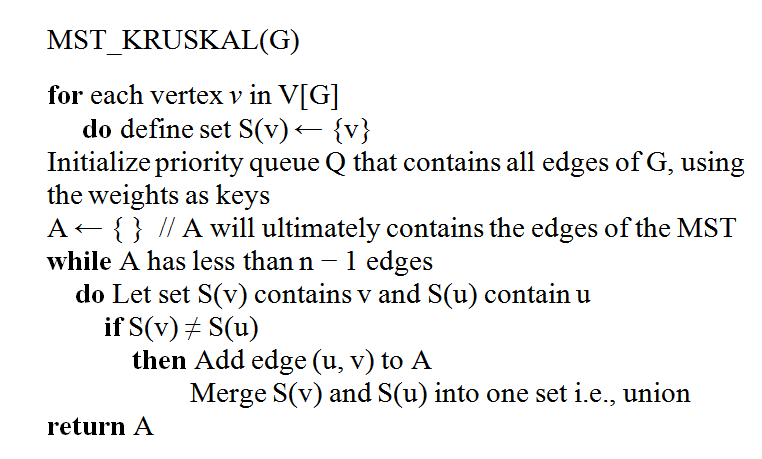 MST_KRUSKAL(G)
for each vertex v in V[G]
do define set S(v) ← {v}
Initialize priority queue Q that contains all edges of G, using
the weights as keys
A ← { } // A will ultimately contains the edges of the MST
while A has less than n − 1 edges
do Let set S(v) contains v and S(u) contain u
if S(v) ≠ S(u)
then Add edge (u, v) to A
Merge S(v) and S(u) into one set i.e., union
return A